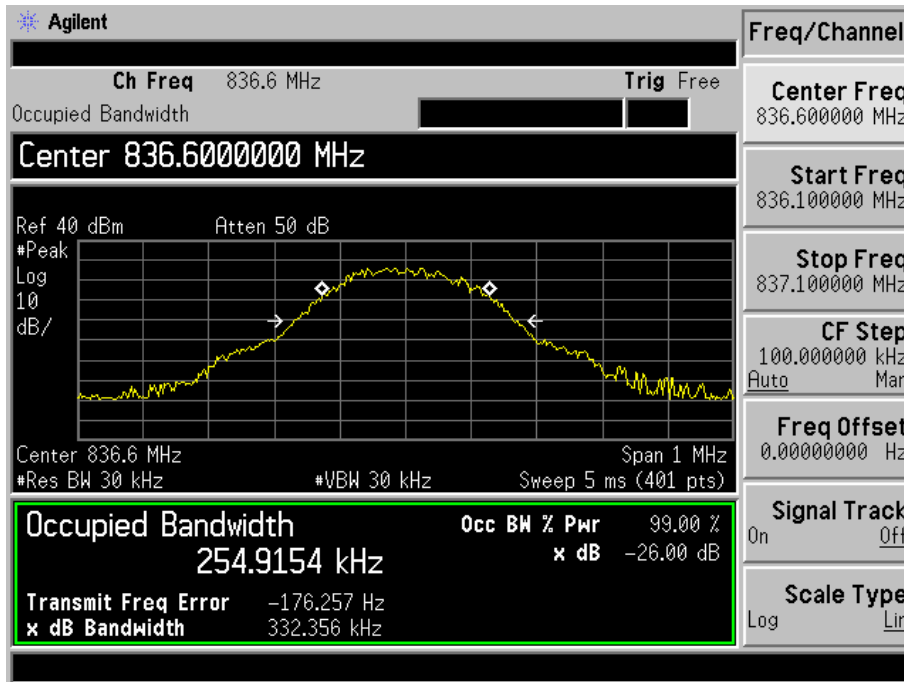 Agilent
Freq/Channel
Ch Freq 836.6 MHz Trig Free
Occupied Bandwidth
Center 836.6000000 MHz
Ref 40 dBm Atten 50 dB
#Peak
Log
10
dB/
Center 836.6 MHz Span 1 MHz
#Res BW 30 kHz #VBW 30 kHz Sweep 5 ms (401 pts)
Occupied Bandwidth
254.9154 kHz
Occ BW % Pwr 99.00 %
x dB -26.00 dB
Transmit Freq Error -176.257 Hz
x dB Bandwidth 332.356 kHz
Center Freq
836.600000 MHz
Start Freq
836.100000 MHz
Stop Freq
837.100000 MHz
CF Step
100.000000 kHz
Auto Man
Freq Offset
0.00000000 Hz
Signal Track
On Off
Scale Type
Log Lin